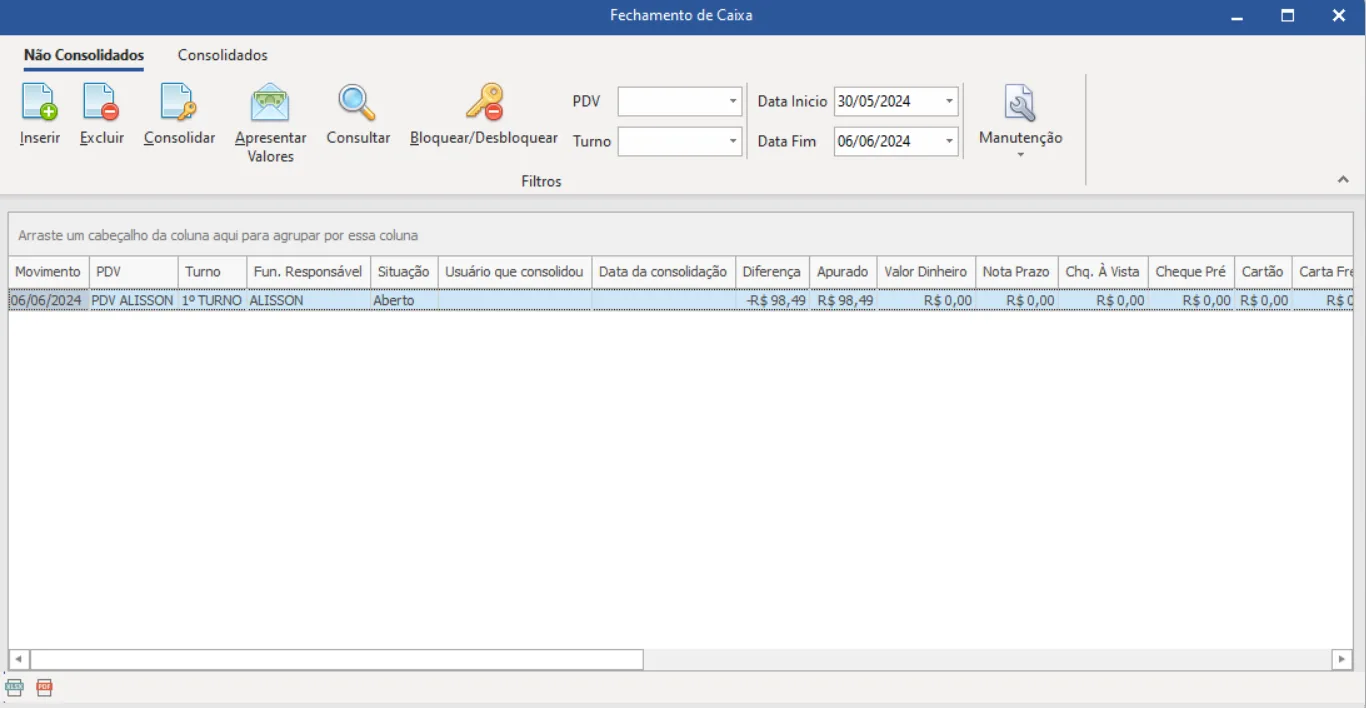 Fechamento de Caixa
Não Consolidados Consolidados
Inserir Excluir Consolidar Apresentar Valores Consultar Bloquear/Desbloquear
PDV Data Inicio 30/05/2024
Turno Data Fim 06/06/2024
Manutenção
Filtros
Arraste um cabeçalho da coluna aqui para agrupar por essa coluna
Movimento PDV Turno Fun. Responsável Situação Usuário que consolidou Data da consolidação Diferença Apurado Valor Dinheiro Nota Prazo Chq. À Vista Cheque Pré Cartão Carta Fre
06/06/2024 PDV ALISSON 1º TURNO ALISSON Aberto -R$ 98,49 R$ 98,49 R$ 0,00 R$ 0,00 R$ 0,00 R$ 0,00 R$ 0,00 R$ 0
PDF